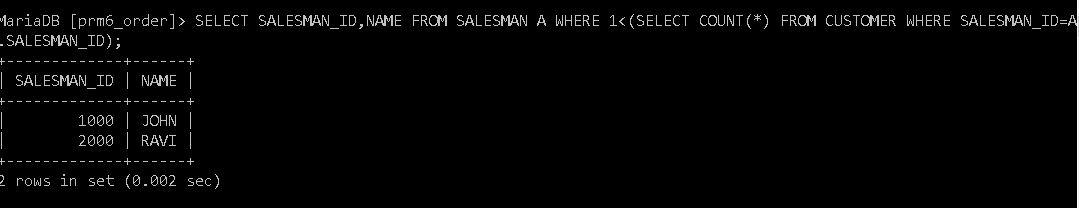 MariaDB [prm6_order]> SELECT SALESMAN_ID,NAME FROM SALESMAN A WHERE 1<(SELECT COUNT(*) FROM CUSTOMER WHERE SALESMAN_ID=A
.SALESMAN_ID);
+-------------+------+
| SALESMAN_ID | NAME |
+-------------+------+
|        1000 | JOHN |
|        2000 | RAVI |
+-------------+------+
2 rows in set (0.002 sec)